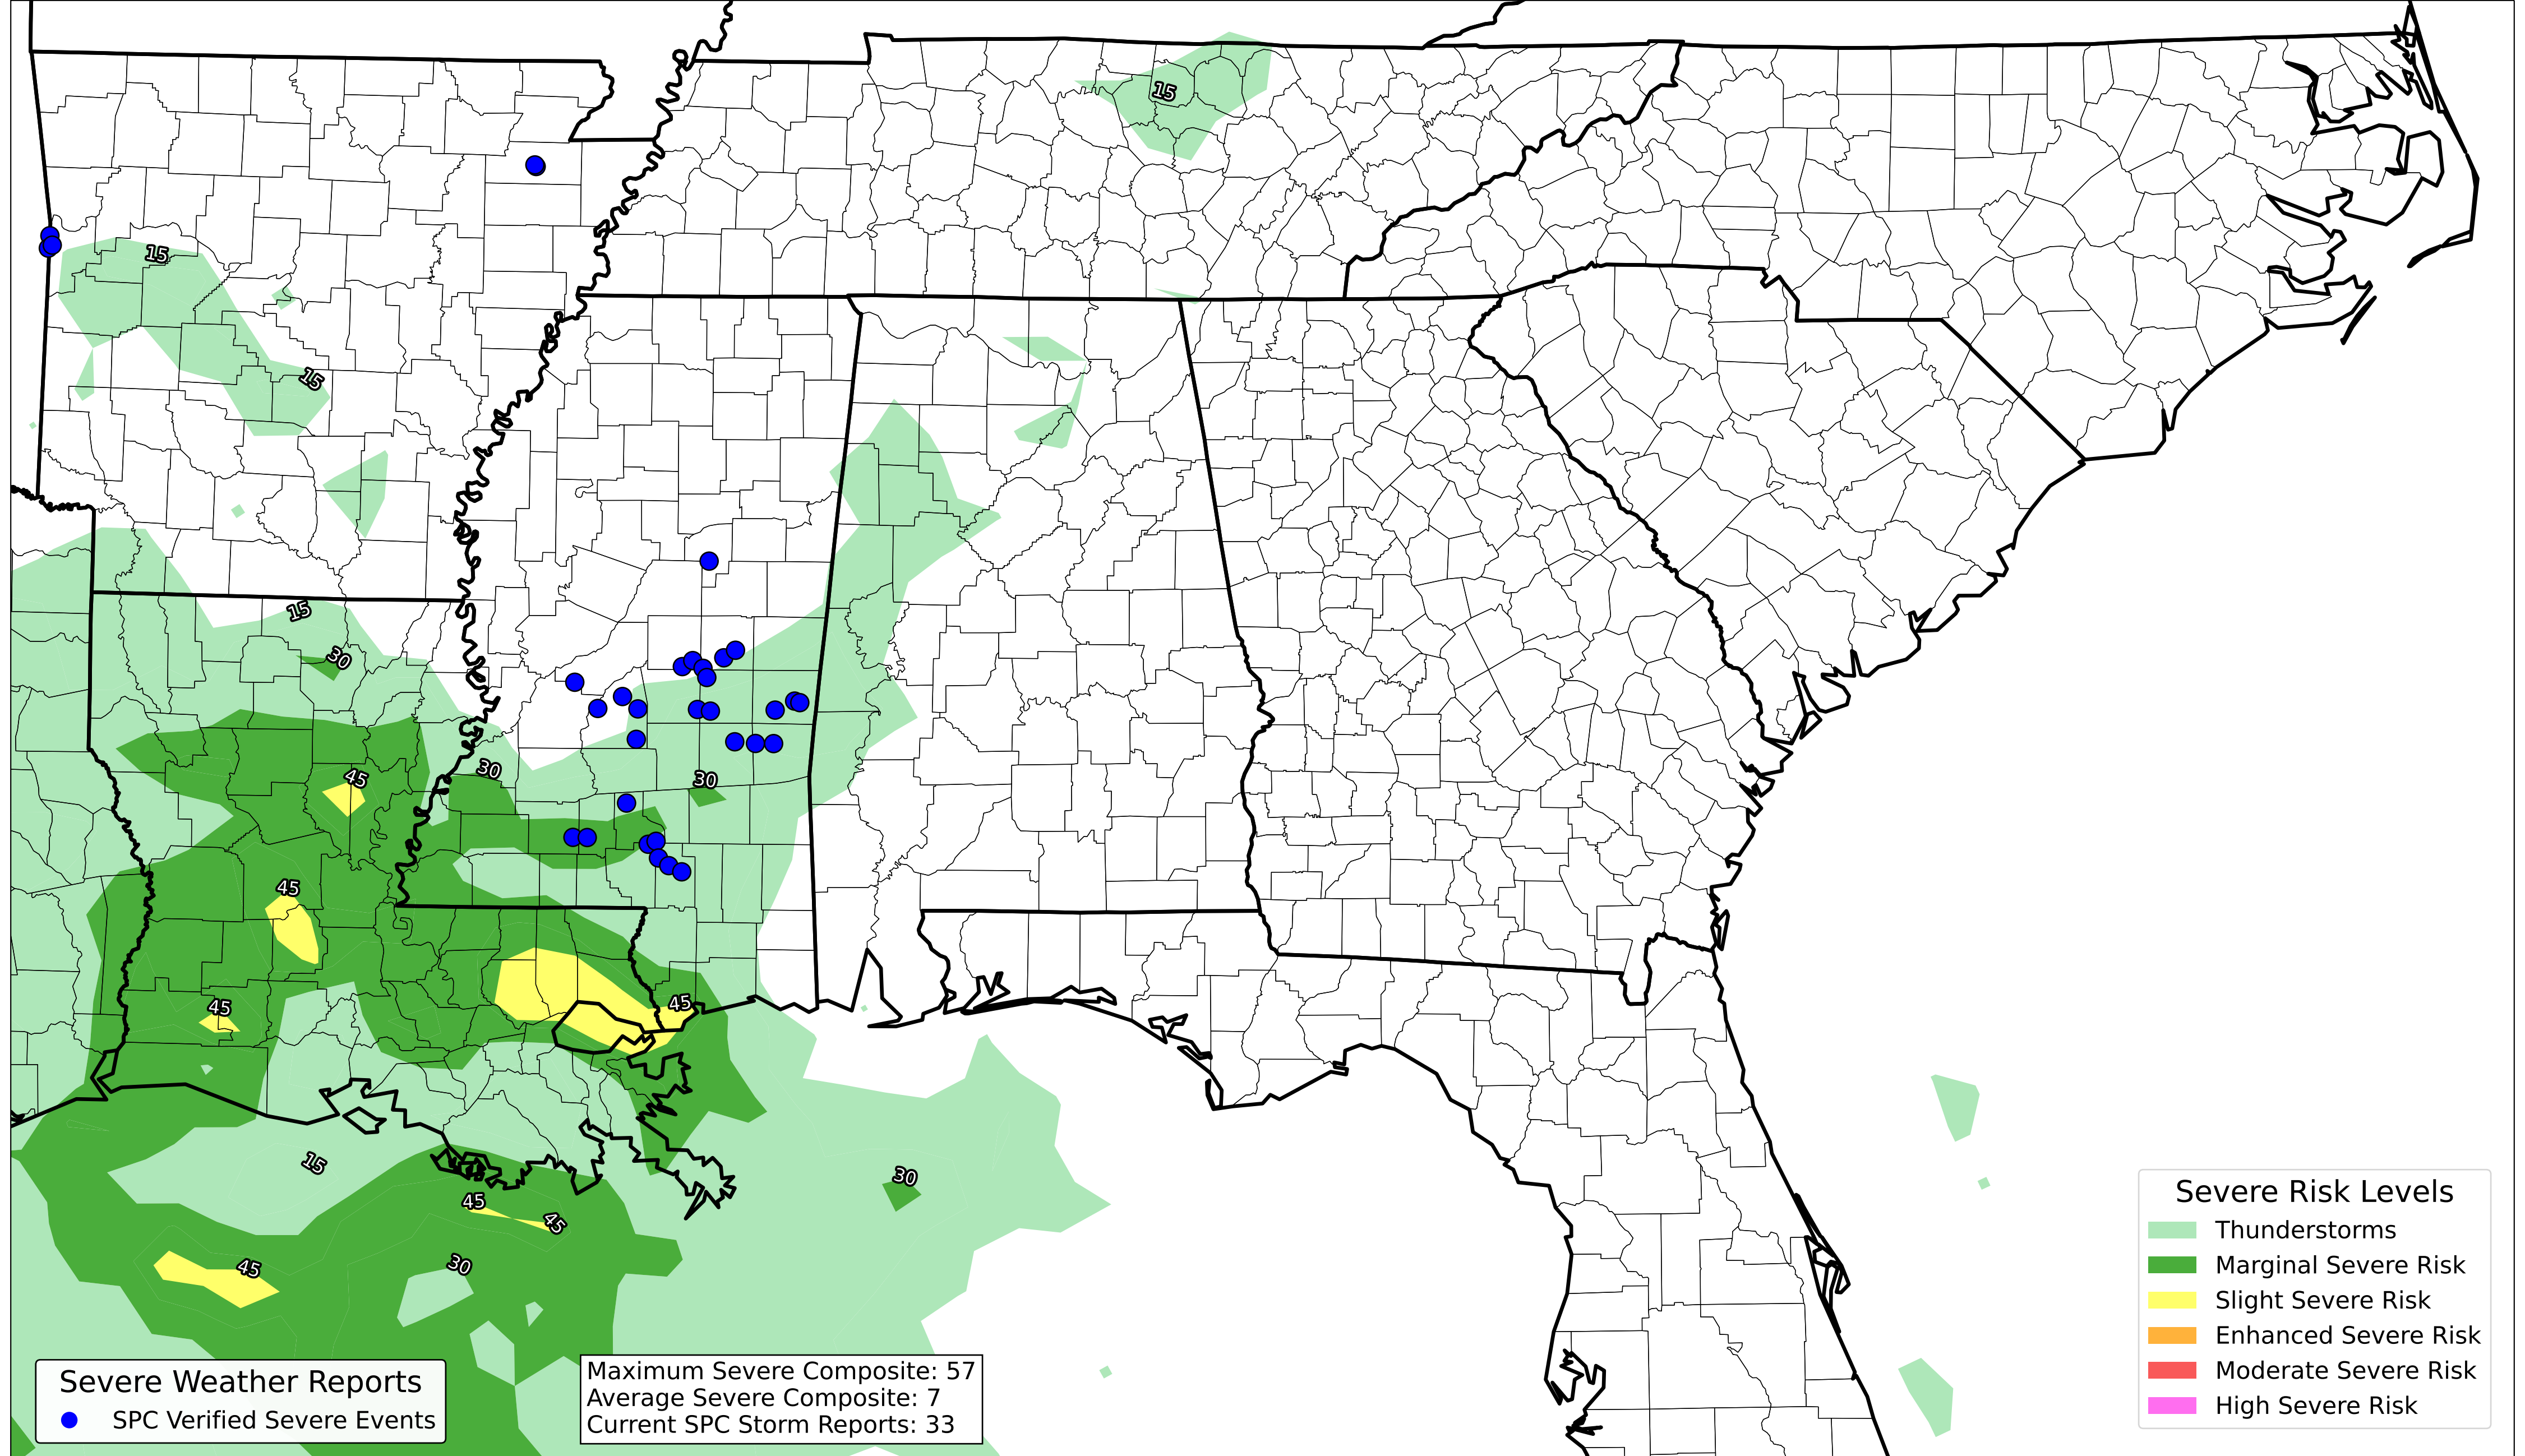 15
15
15
15
30
45
30
30
45
45
45
15
30
45
45
45
30
Severe Weather Reports
SPC Verified Severe Events
Maximum Severe Composite: 57
Average Severe Composite: 7
Current SPC Storm Reports: 33
Severe Risk Levels
Thunderstorms
Marginal Severe Risk
Slight Severe Risk
Enhanced Severe Risk
Moderate Severe Risk
High Severe Risk